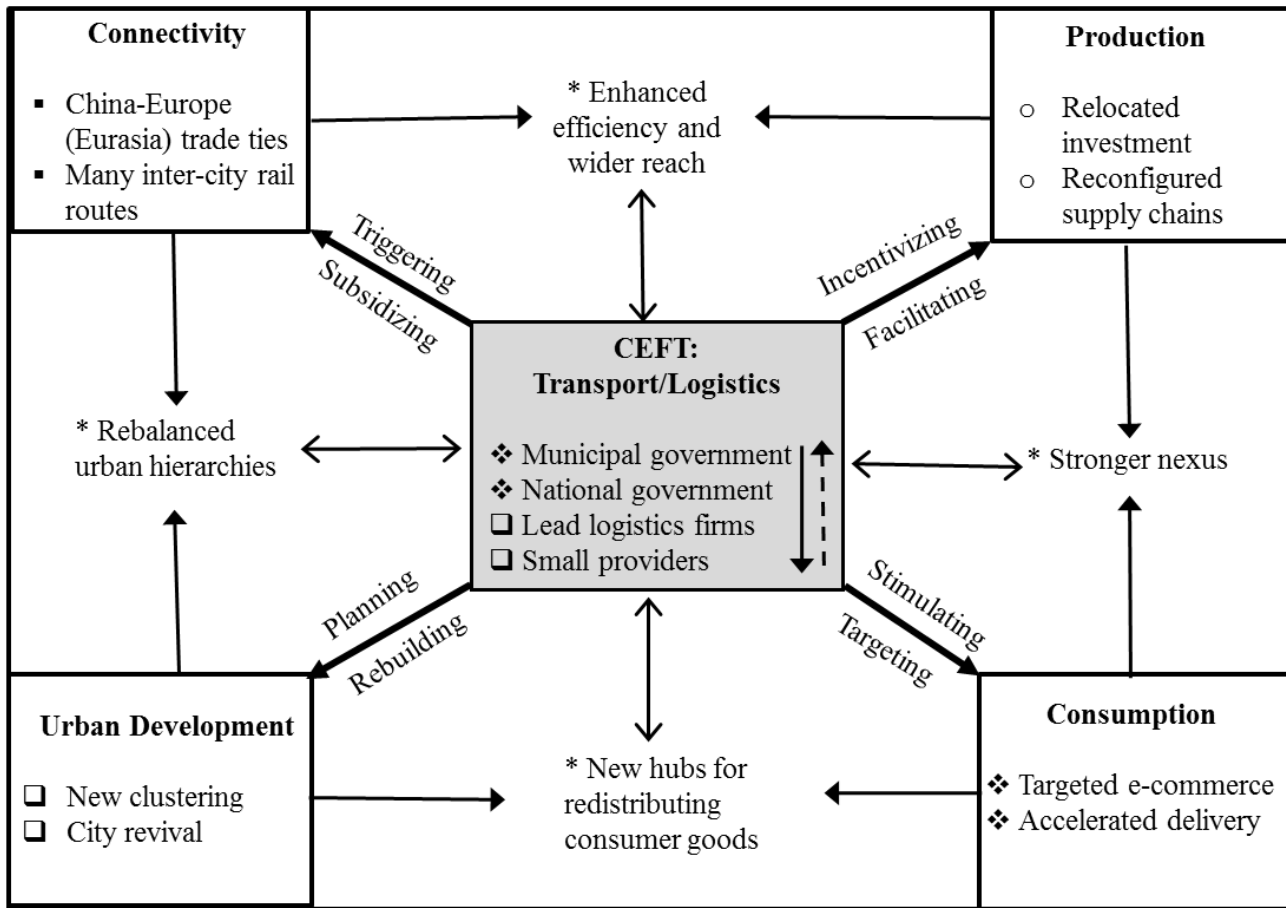 Connectivity
▪ China-Europe
(Eurasia) trade ties
▪ Many inter-city rail
routes
* Enhanced
efficiency and
wider reach
Production
o Relocated
investment
o Reconfigured
supply chains
Triggering
Subsidizing
Incentivizing
Facilitating
CEFT:
Transport/Logistics
❖ Municipal government
❖ National government
❑ Lead logistics firms
❑ Small providers
* Rebalanced
urban hierarchies
* Stronger nexus
Planning
Rebuilding
Stimulating
Targeting
Urban Development
❑ New clustering
❑ City revival
* New hubs for
redistributing
consumer goods
Consumption
❖ Targeted e-commerce
❖ Accelerated delivery